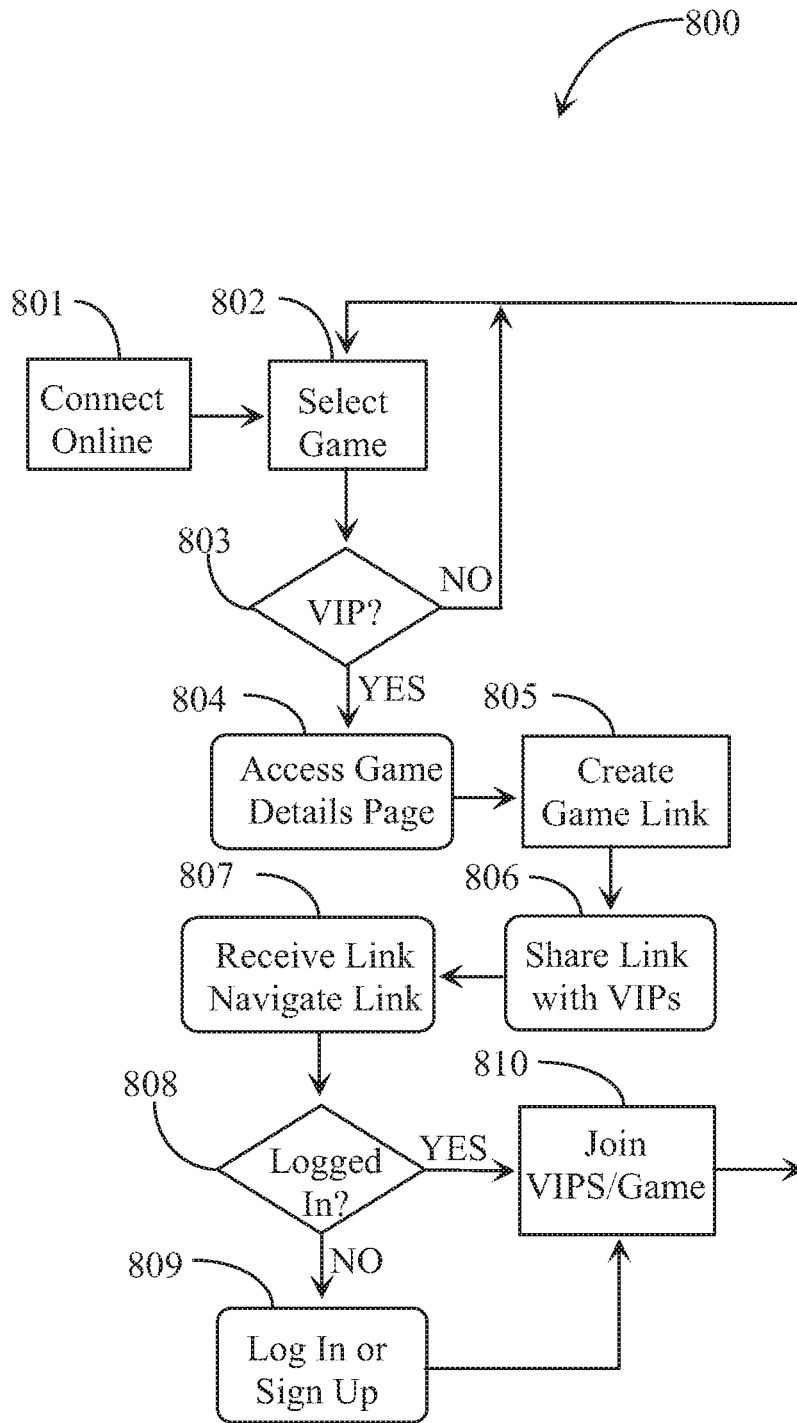 800
801
802
Connect
Online
Select
Game
803
VIP?
NO
YES
804
805
Access Game
Details Page
Create
Game Link
807
806
Receive Link
Navigate Link
Share Link
with VIPs
808
810
Logged
In?
YES
Join
VIPS/Game
NO
809
Log In or
Sign Up